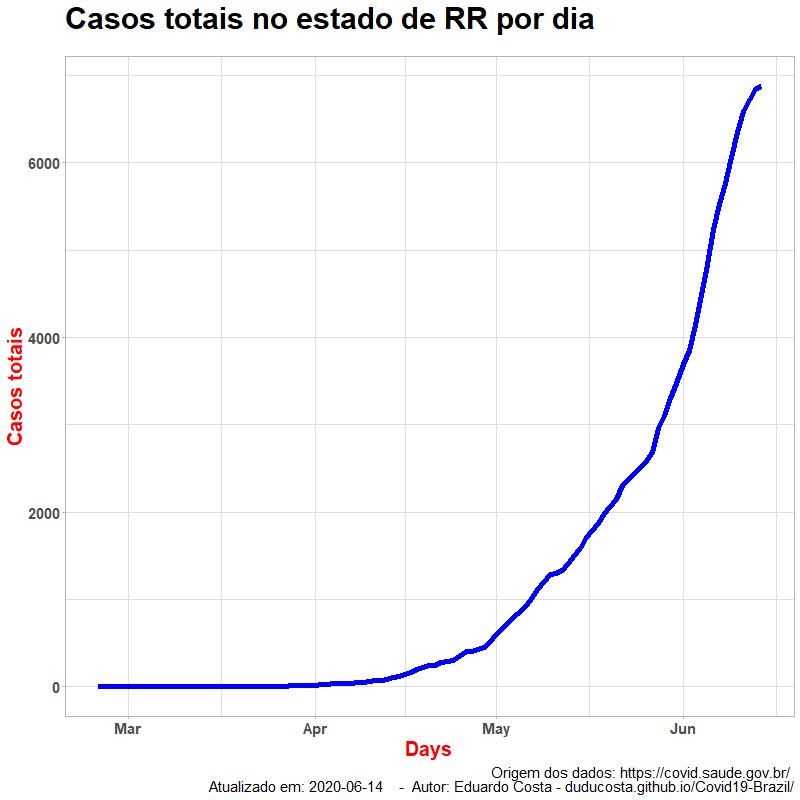 Casos totais no estado de RR por dia
Casos totais
6000
4000
2000
0
Mar Apr May Jun
Days
Origem dos dados: https://covid.saude.gov.br/
Atualizado em: 2020-06-14 - Autor: Eduardo Costa - duducosta.github.io/Covid19-Brazil/